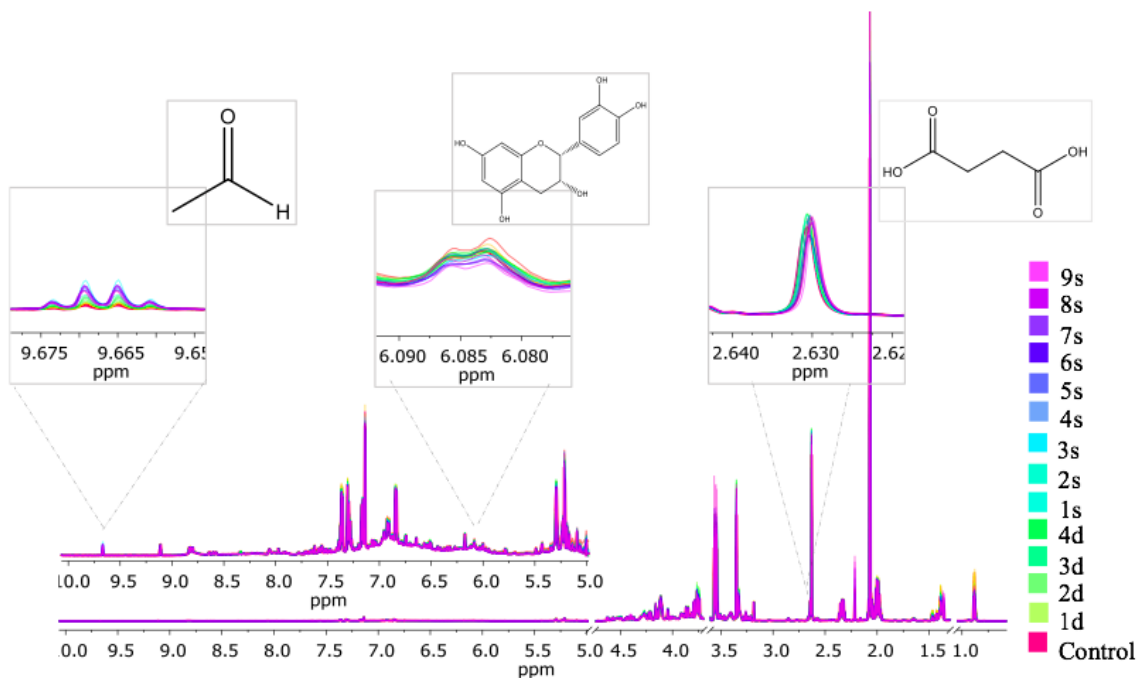 O
H
OH
OH
HO
O
OH
OH
O
HO
OH
O
9.675 9.665 9.65
ppm
6.090 6.085 6.080
ppm
2.640 2.630 2.62
ppm
9s
8s
7s
6s
5s
4s
3s
2s
1s
4d
3d
2d
1d
Control
10.0 9.5 9.0 8.5 8.0 7.5 7.0 6.5 6.0 5.5 5.0
ppm
0.0 9.5 9.0 8.5 8.0 7.5 7.0 6.5 6.0 5.5 5.0 4.5 4.0 3.5 3.0 2.5 2.0 1.5 1.0
ppm